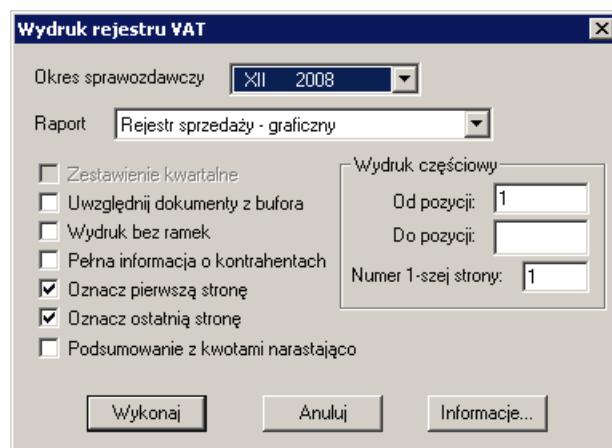 Wydruk rejestru VAT
Okres sprawozdawczy XII 2008
Raport Rejestr sprzedaży - graficzny
Zestawienie kwartalne
Uwzględnij dokumenty z bufora
Wydruk bez ramek
Pełna informacja o kontrahentach
Oznacz pierwszą stronę
Oznacz ostatnią stronę
Podsumowanie z kwotami narastająco
Wydruk częściowy
Od pozycji: 1
Do pozycji:
Numer 1-szej strony: 1
Wykonaj Anuluj Informacje...